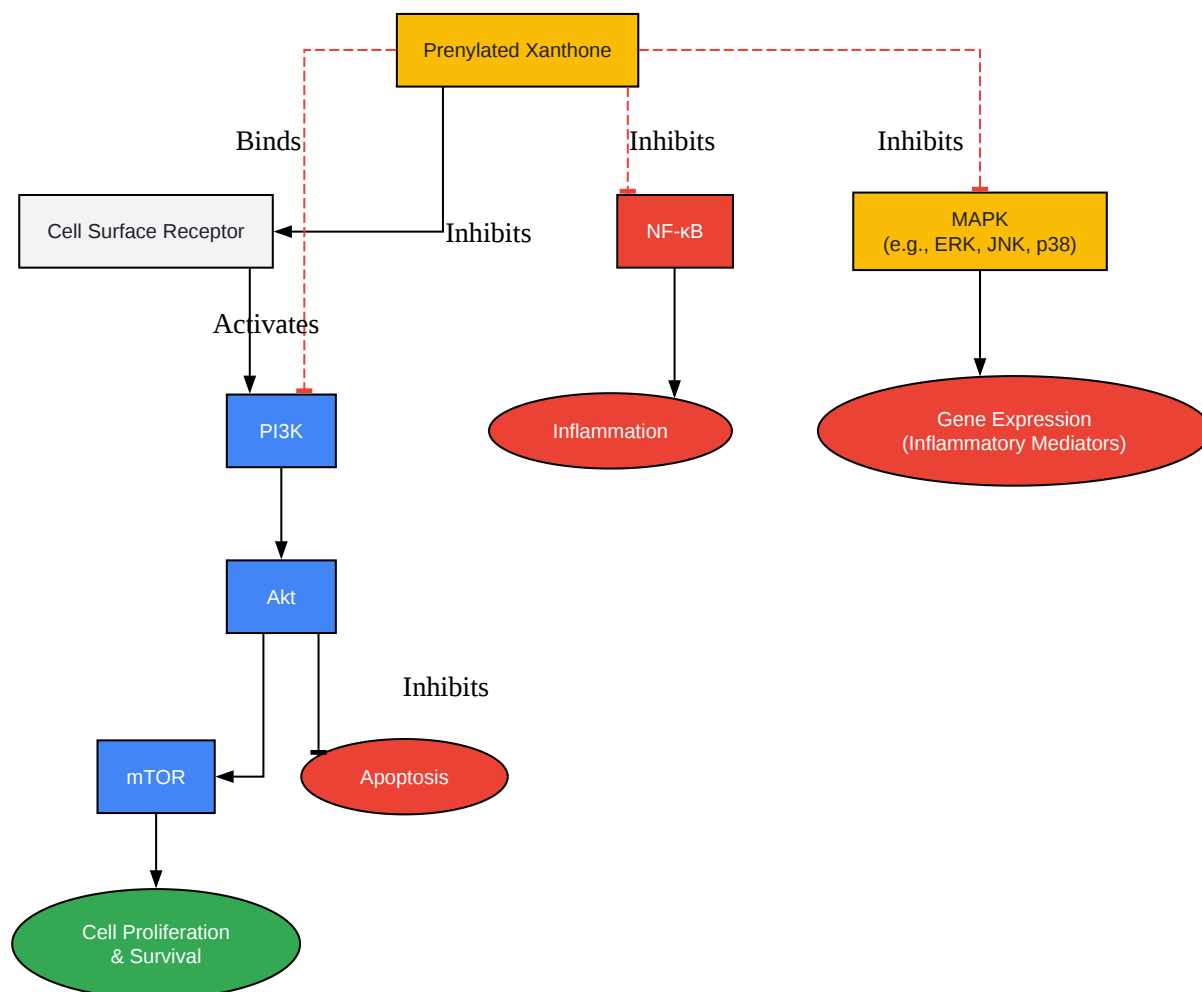 Prenylated Xanthone
Binds
Inhibits
Inhibits
Cell Surface Receptor
Inhibits
NF-κB
MAPK
(e.g., ERK, JNK, p38)
Activates
PI3K
Inflammation
Gene Expression
(Inflammatory Mediators)
Akt
Inhibits
mTOR
Apoptosis
Cell Proliferation
& Survival